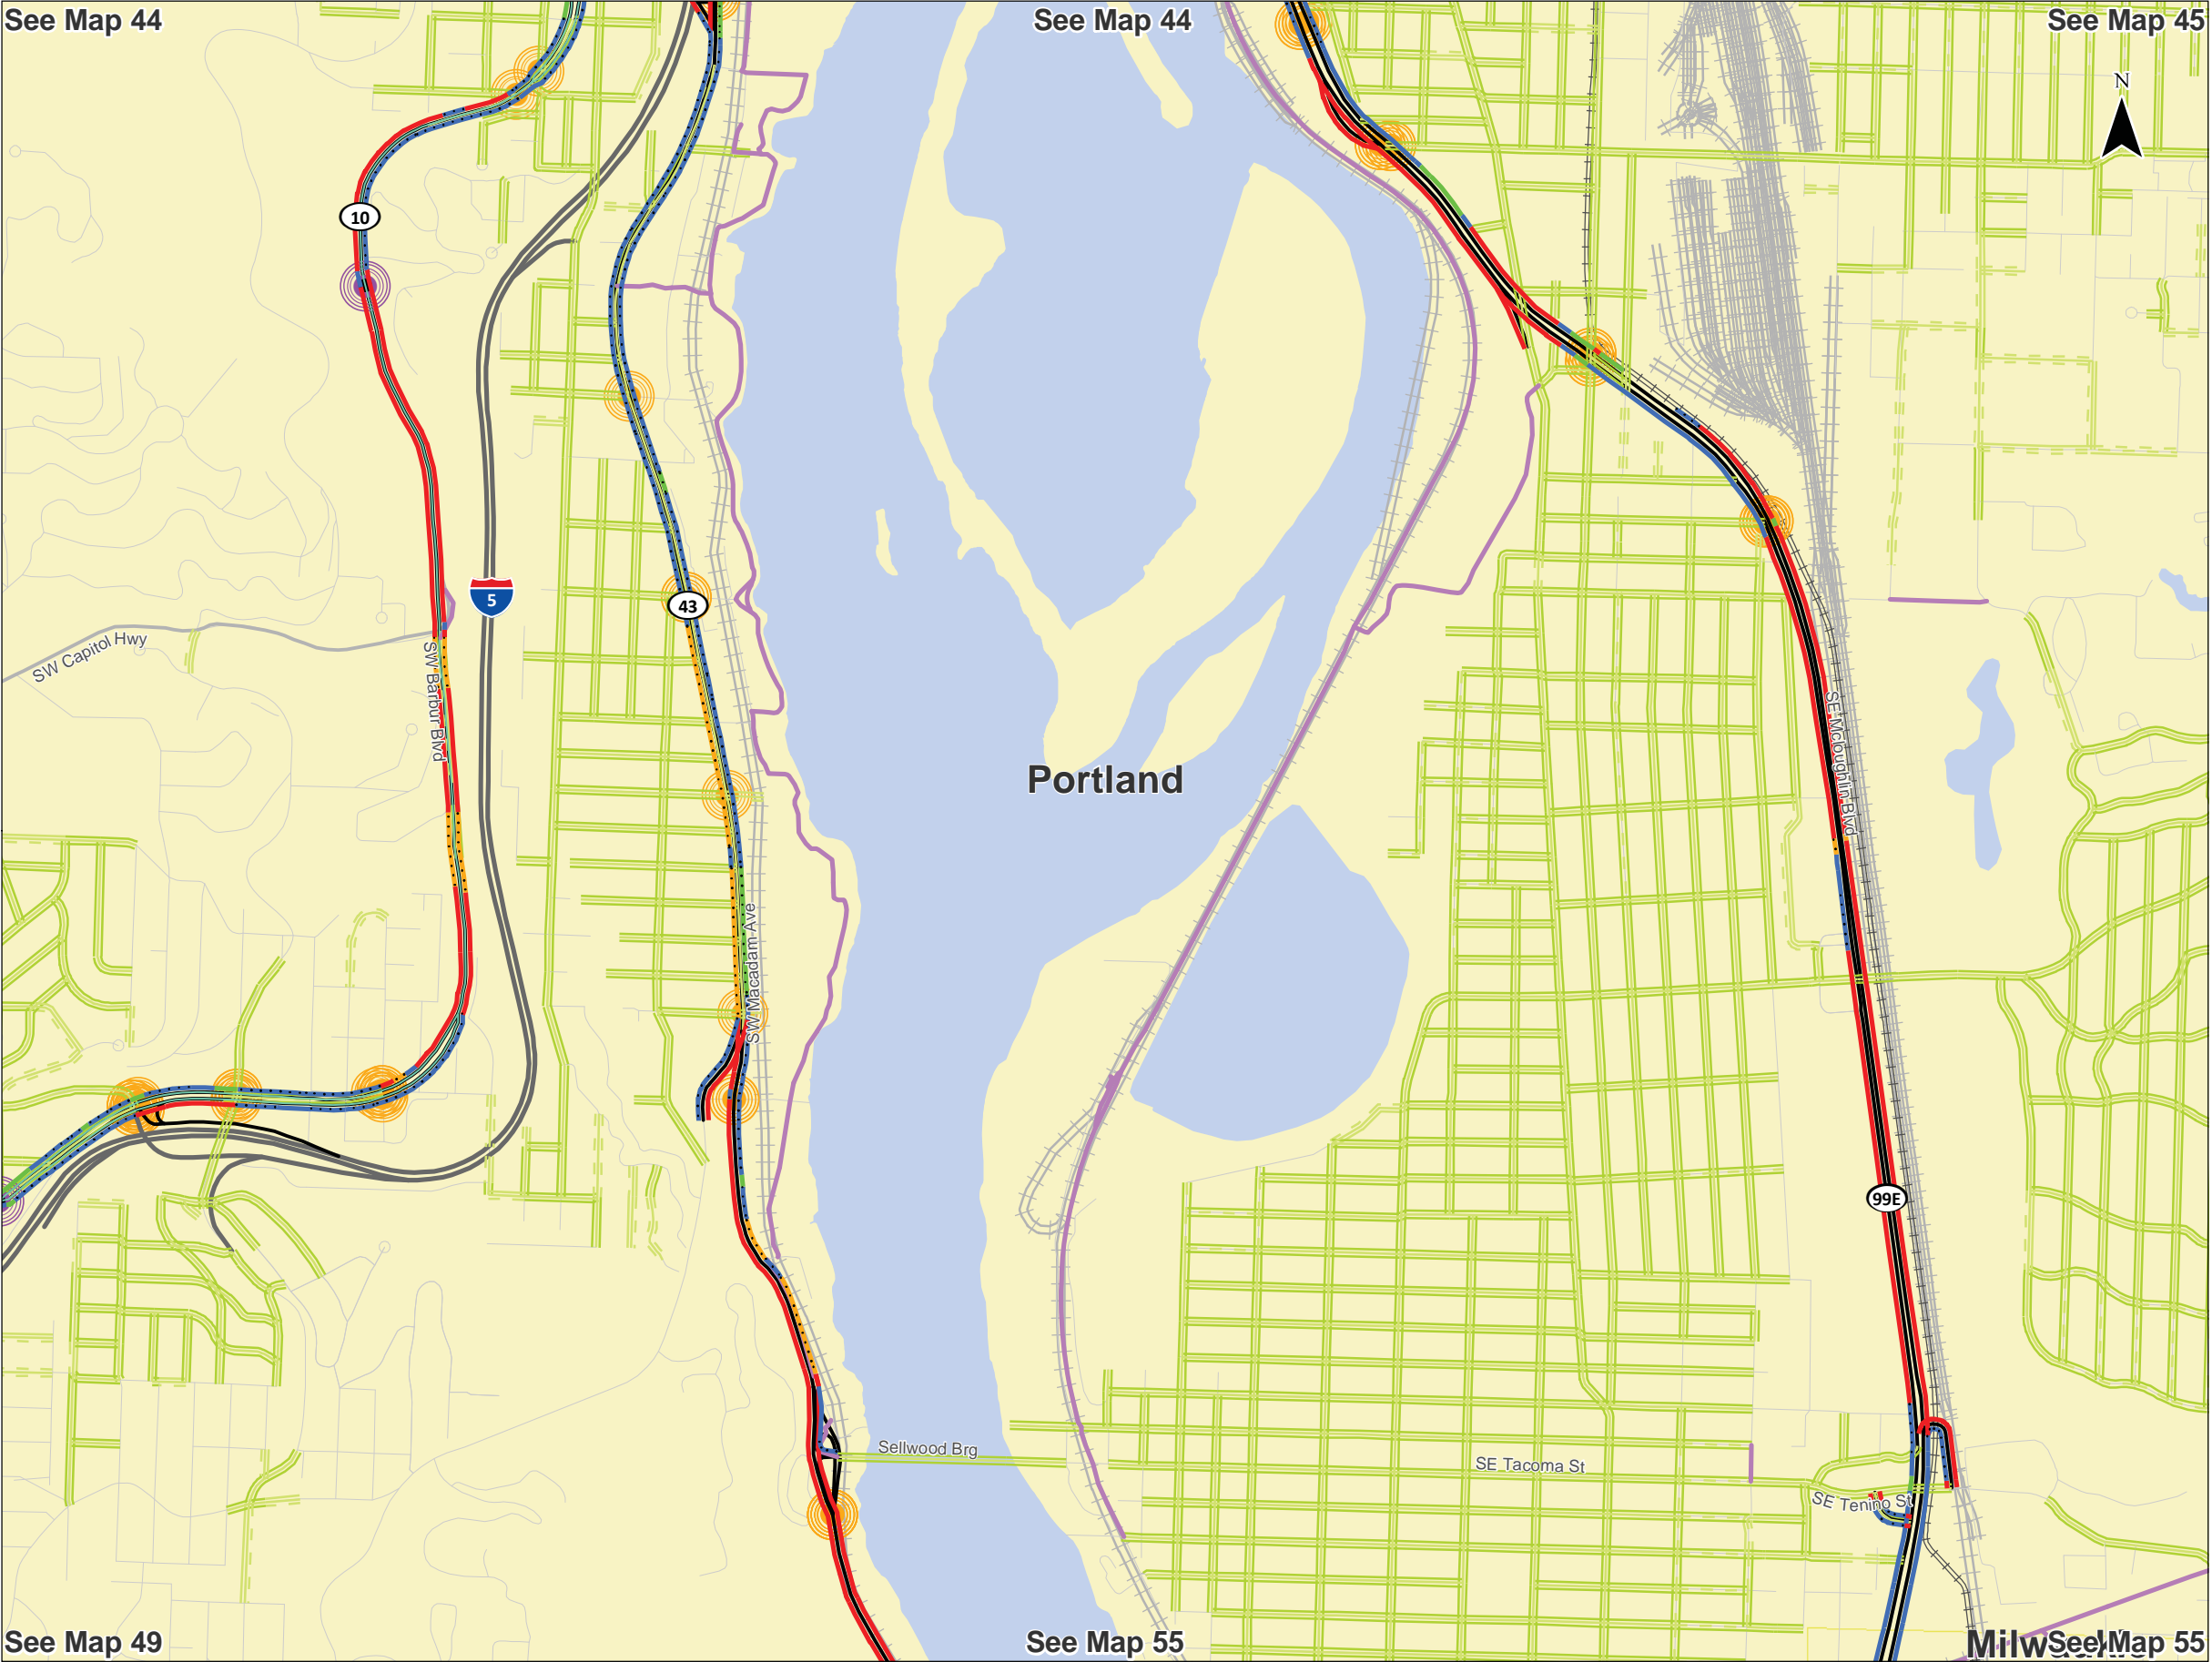 See Map 44
See Map 44
See Map 45
N
10
5
43
SW Capitol Hwy
SW Barbur Blvd
SE Mcloughlin Blvd
Portland
SW Macadam Ave
99E
Sellwood Brg
SE Tacoma St
SE Tenino St
See Map 49
See Map 55
See Map 55